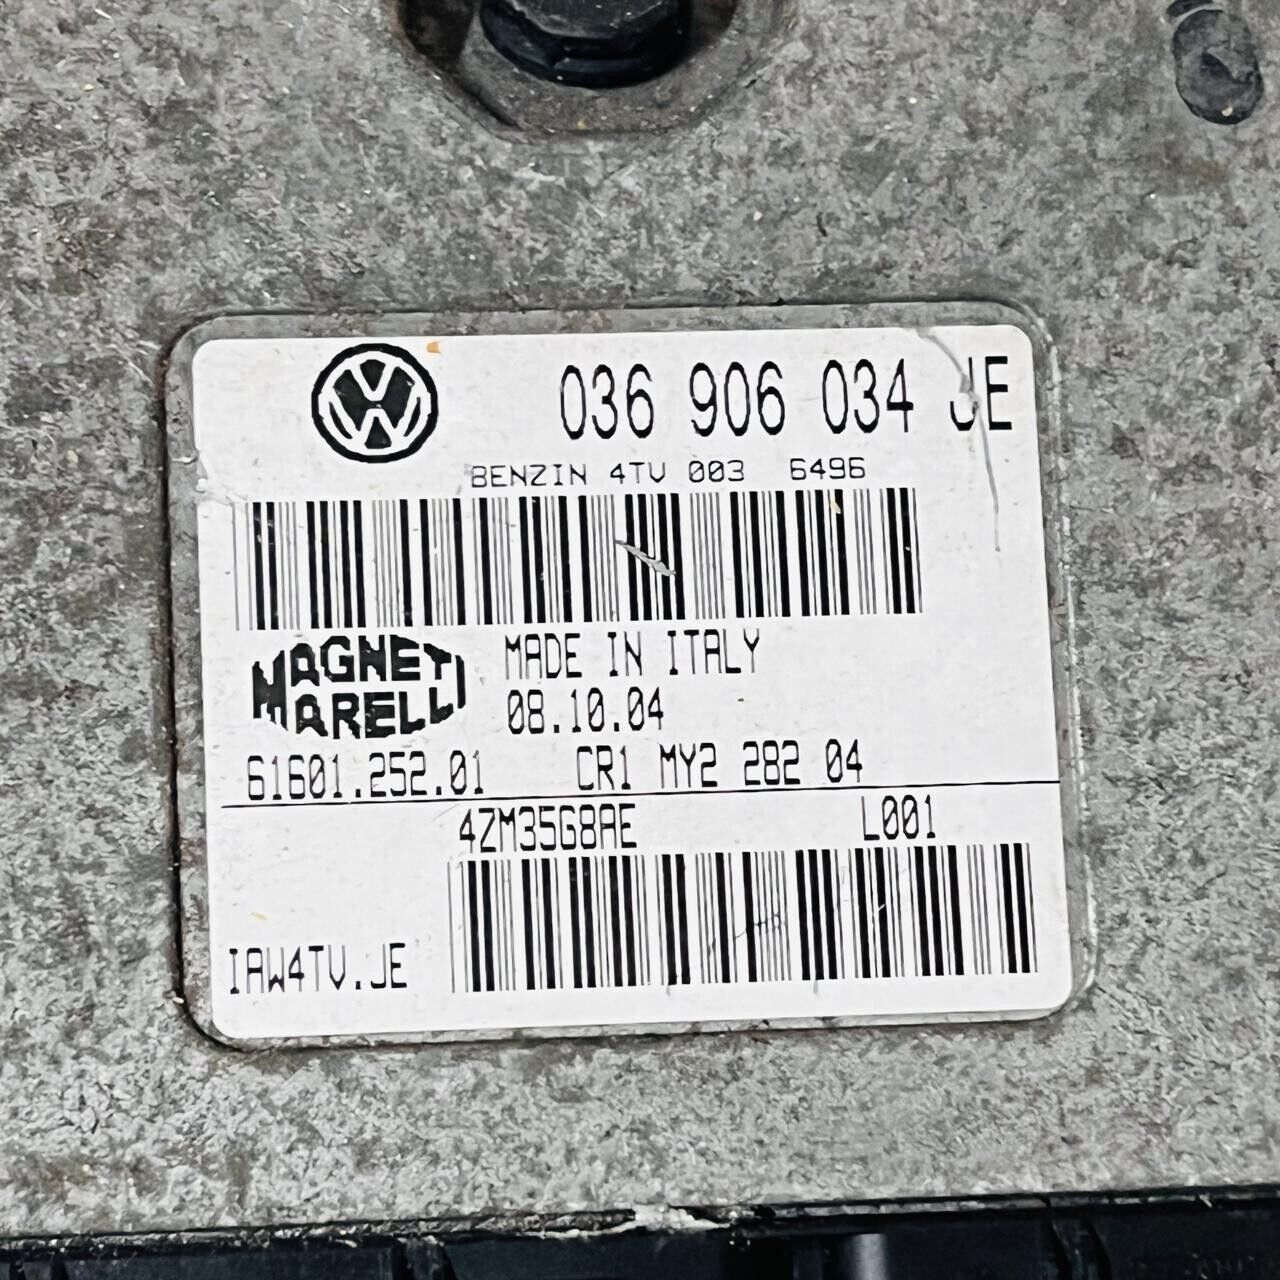 036 906 034 JE
BENZIN 4TV 003 6496
MAGNETI MARELLI
MADE IN ITALY
08.10.04
61601.252.01 CR1 MY2 282 04
4ZM35G8AE L001
IAW4TV.JE